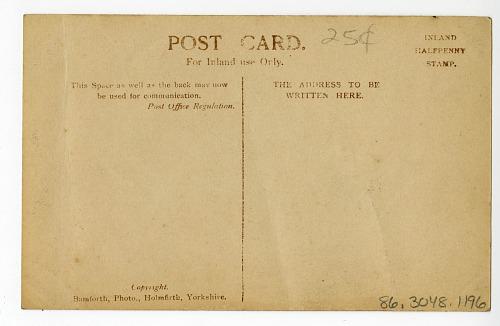 POST CARD.
25¢
For Inland use Only.
INLAND
HALFPENNY
STAMP.
This Space as well as the back may now
be used for communication.
Post Office Regulation.
THE ADDRESS TO BE
WRITTEN HERE.
Copyright.
Bamforth, Photo., Holmfirth, Yorkshire.
86.3048.1196